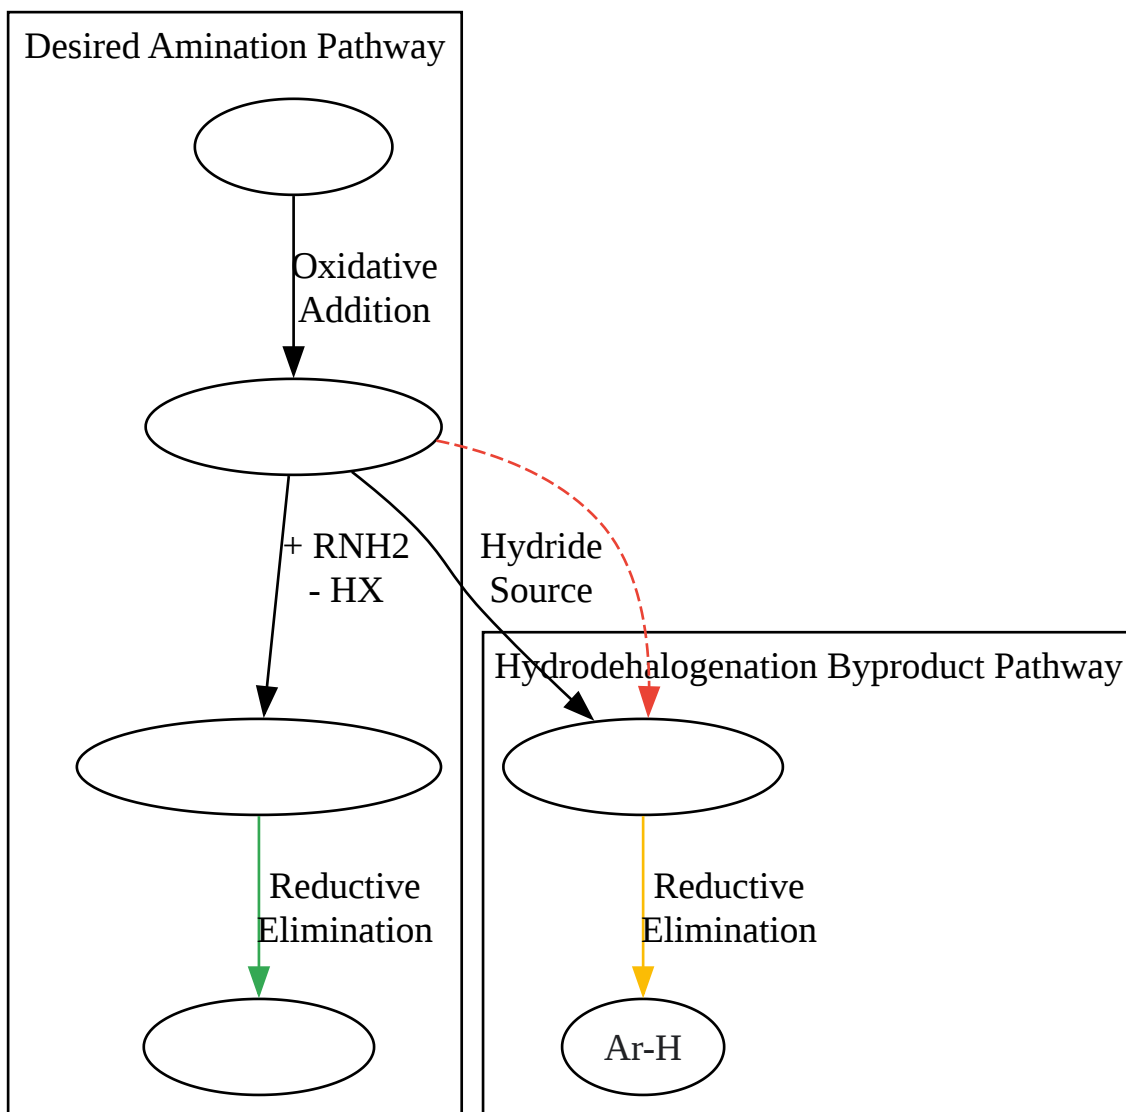 Desired Amination Pathway
Oxidative
Addition
+ RNH2
- HX
Hydride
Source
Hydrodehalogenation Byproduct Pathway
Reductive
Elimination
Reductive
Elimination
Ar-H